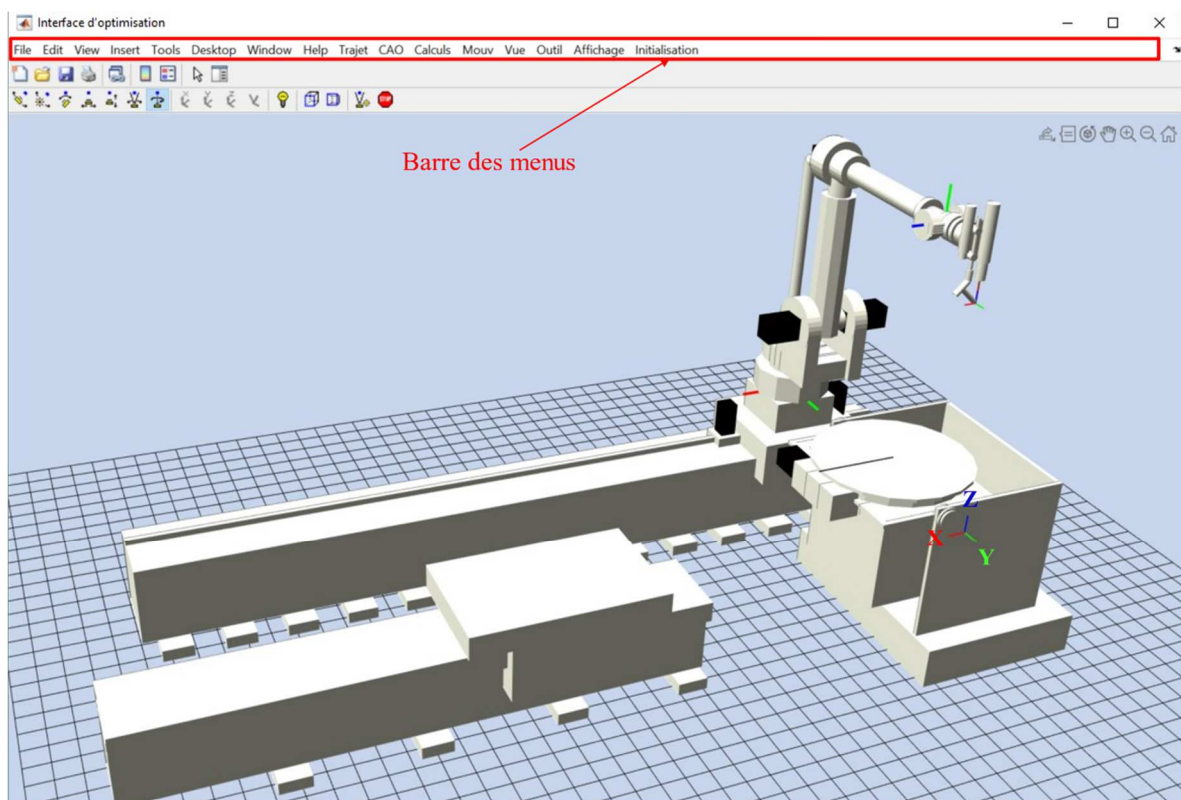 Interface d'optimisation
File Edit View Insert Tools Desktop Window Help Trajet CAO Calculs Mouv Vue Outil Affichage Initialisation
Barre des menus
Z
X
Y